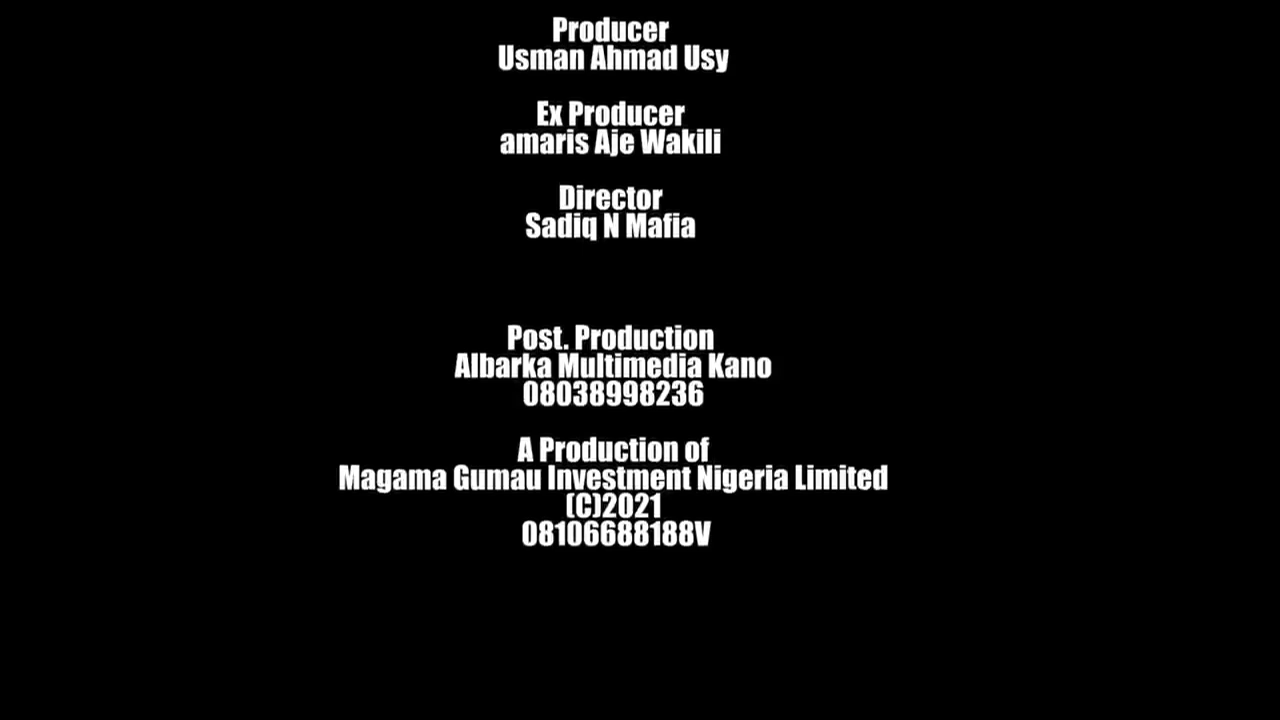 Producer
Usman Ahmad Usy
Ex Producer
amaris Aje Wakili
Director
Sadiq N Mafia
Post. Production
Albarka Multimedia Kano
08038998236
A Production of
Magama Gumau Investment Nigeria Limited
(C)2021
08106688188V